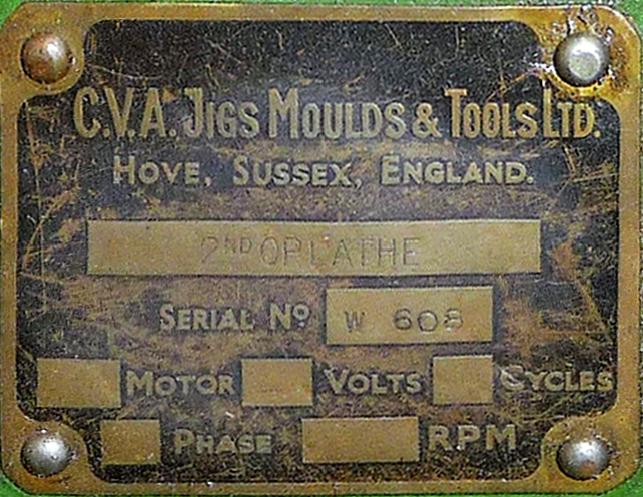 C.V.A. JIGS MOULDS & TOOLS LTD.
HOVE, SUSSEX, ENGLAND.
2ND OP LATHE
SERIAL NO W 608
MOTOR VOLTS CYCLES
PHASE RPM